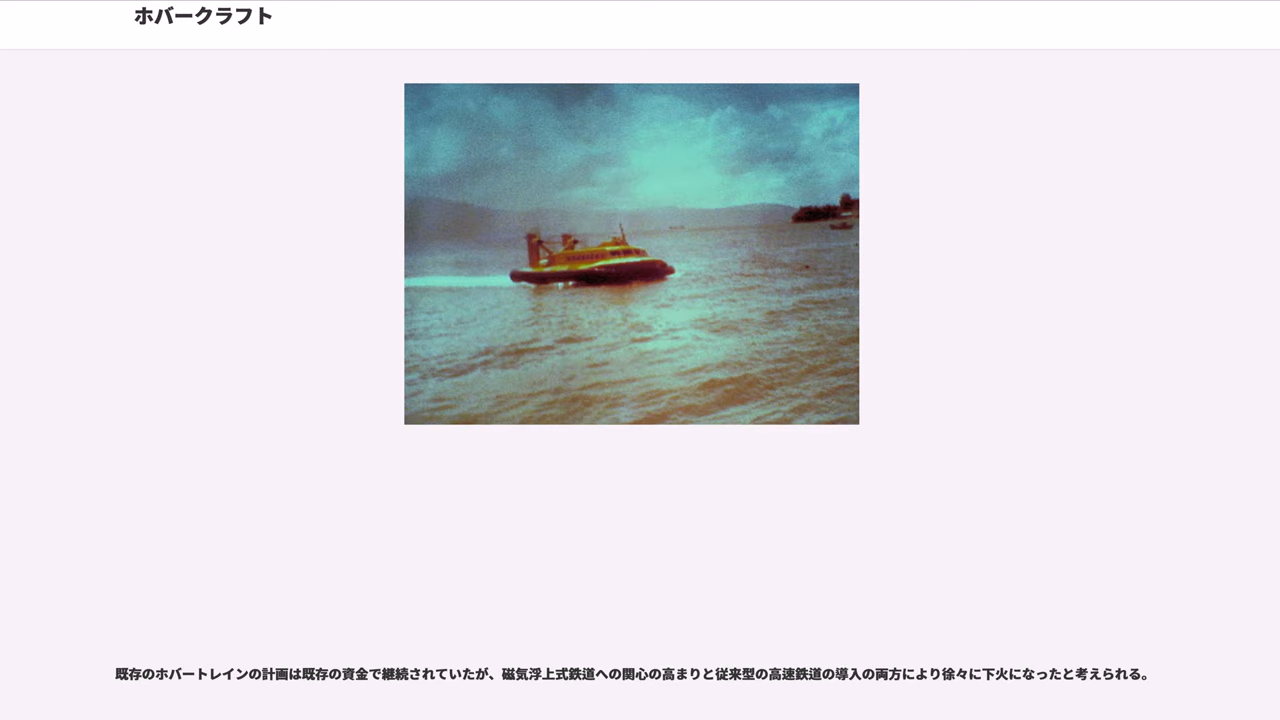 ホバークラフト
既存のホバートレインの計画は既存の資金で継続されていたが、磁気浮上式鉄道への関心の高まりと従来型の高速鉄道の導入の両方により徐々に下火になったと考えられる。